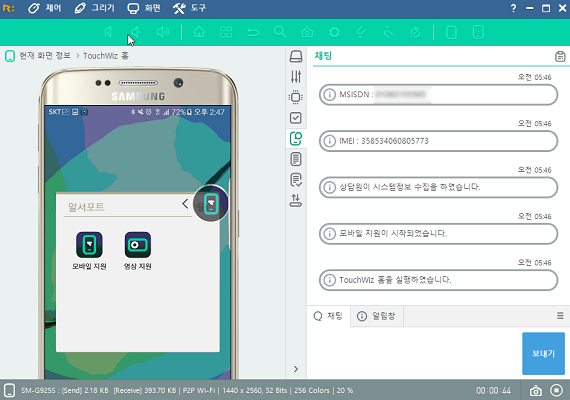 제어 그리기 화면 도구
현재 화면 정보 > TouchWiz 홈
SAMSUNG
SKT 72% 오후 2:47
알서포트
모바일 지원 영상 지원
채팅
오전 05:46
MSISDN :
오전 05:46
IMEI : 358534060805773
오전 05:46
상담원이 시스템정보 수집을 하였습니다.
오전 05:46
모바일 지원이 시작되었습니다.
오전 05:46
TouchWiz 홈을 실행하였습니다.
채팅 알림창
보내기
SM-G925S : [Send] 2.18 KB [Receive] 393.70 KB | P2P Wi-Fi | 1440 x 2560, 32 Bits | 256 Colors | 20 %
00:00:44